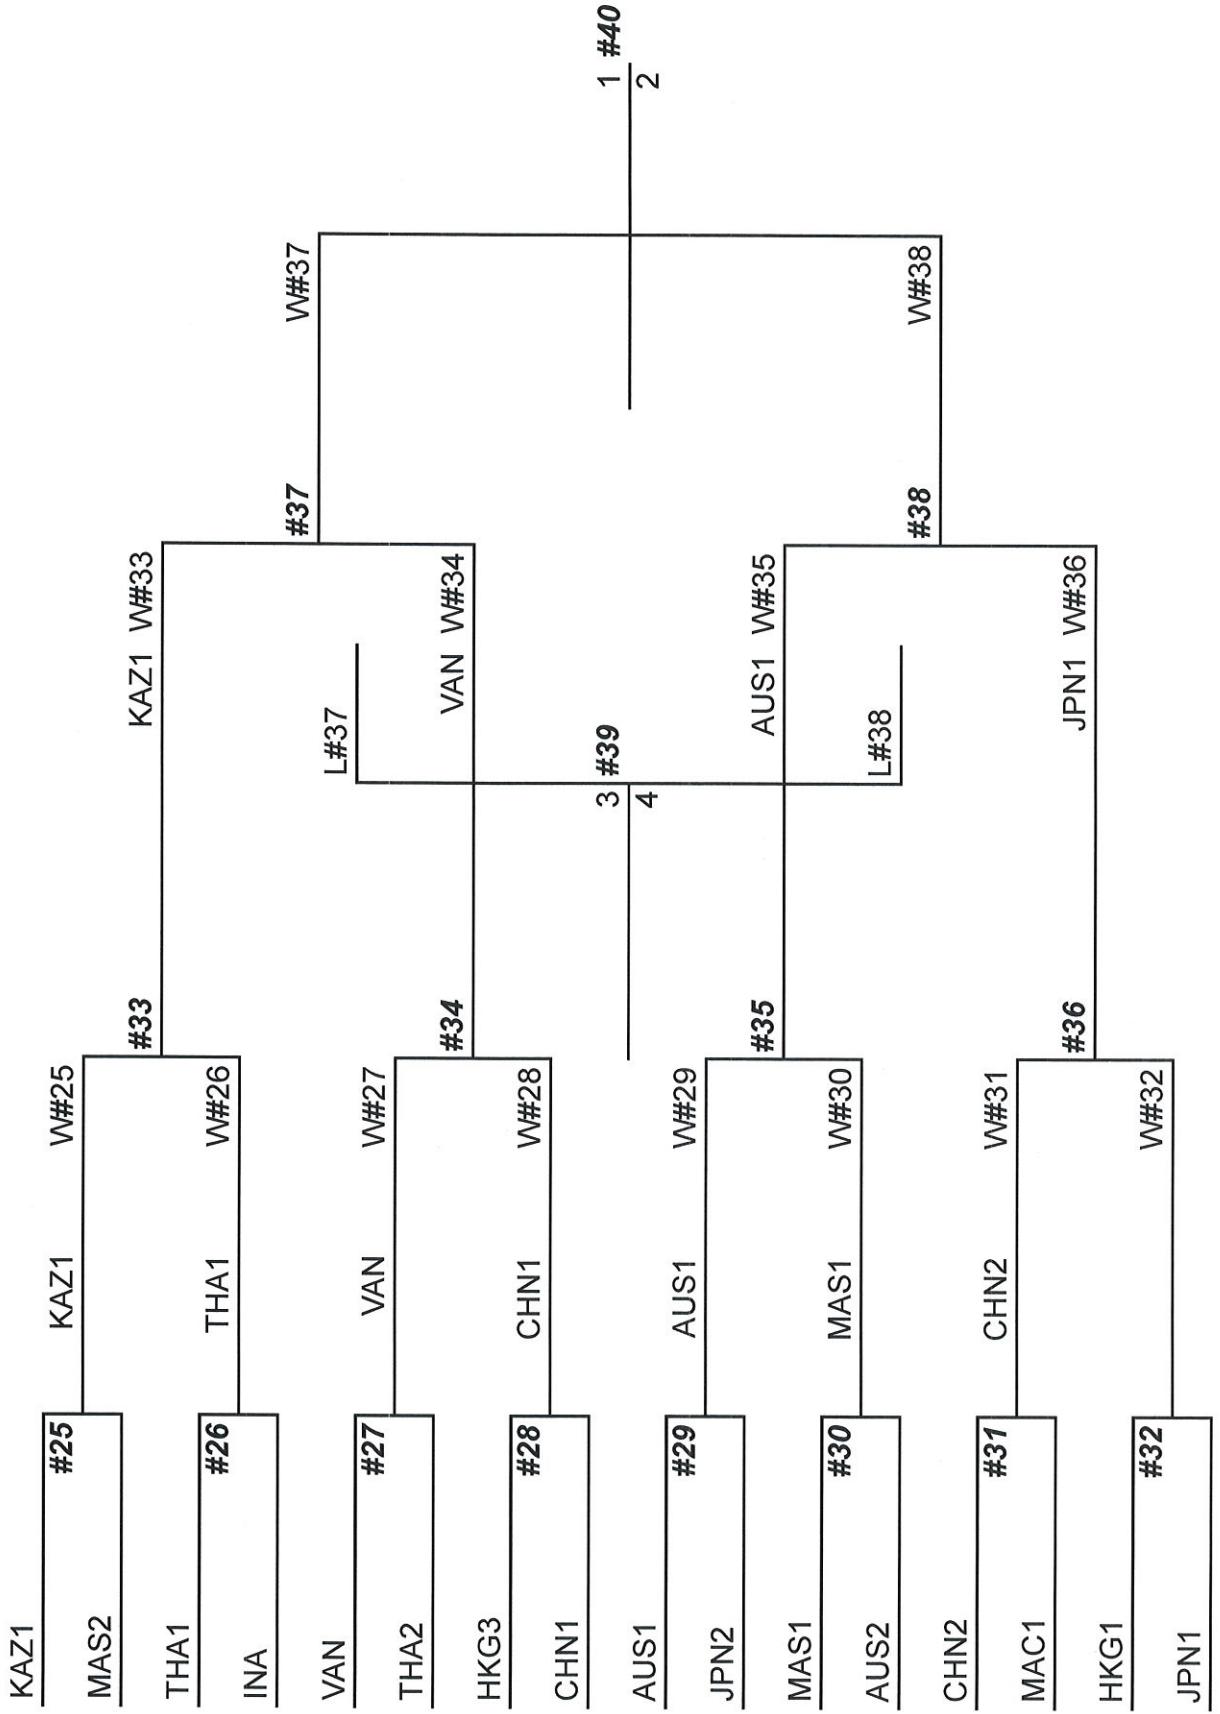 KAZ1
MAS2
THA1
INA
VAN
THA2
HKG3
CHN1
AUS1
JPN2
MAS1
AUS2
CHN2
MAC1
HKG1
JPN1
#25
#26
#27
#28
#29
#30
#31
#32
KAZ1 W#25
THA1 W#26
VAN W#27
CHN1 W#28
AUS1 W#29
MAS1 W#30
CHN2 W#31
W#32
#33
#34
#35
#36
KAZ1 W#33
VAN W#34
AUS1 W#35
JPN1 W#36
L#37
3 #39
4
L#38
#37
#38
W#37
W#38
1 #40
2